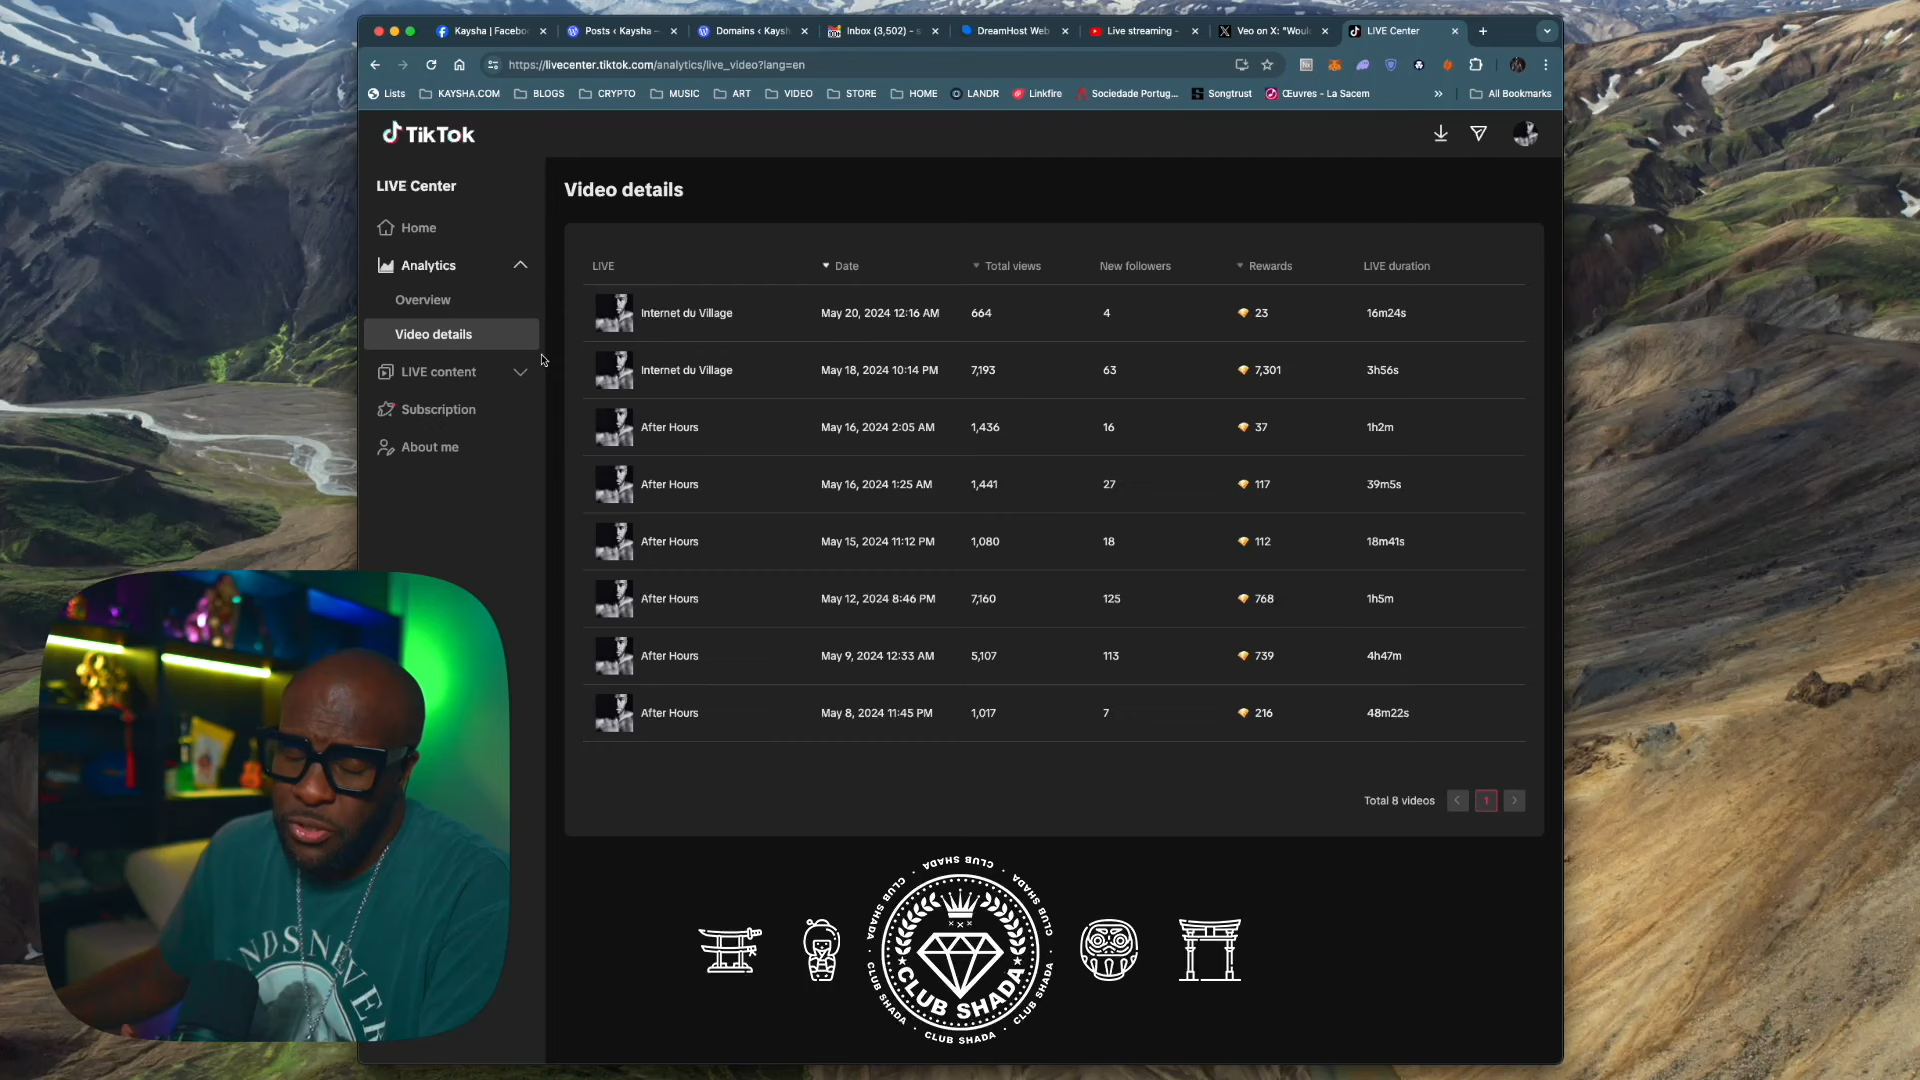 Kaysha | Facebo
Posts ‹ Kaysha –
Domains ‹ Kaysh
Inbox (3,502) - s
DreamHost Web
Live streaming -
Veo on X: "Woul
LIVE Center
https://livecenter.tiktok.com/analytics/live_video?lang=en
Lists
KAYSHA.COM
BLOGS
CRYPTO
MUSIC
ART
VIDEO
STORE
HOME
LANDR
Linkfire
Sociedade Portug...
Songtrust
Œuvres - La Sacem
»
All Bookmarks
TikTok
LIVE Center
Home
Analytics
Overview
Video details
LIVE content
Subscription
About me
Video details
LIVE Date Total views New followers Rewards LIVE duration
Internet du Village May 20, 2024 12:16 AM 664 4 23 16m24s
Internet du Village May 18, 2024 10:14 PM 7,193 63 7,301 3h56s
After Hours May 16, 2024 2:05 AM 1,436 16 37 1h2m
After Hours May 16, 2024 1:25 AM 1,441 27 117 39m5s
After Hours May 15, 2024 11:12 PM 1,080 18 112 18m41s
After Hours May 12, 2024 8:46 PM 7,160 125 768 1h5m
After Hours May 9, 2024 12:33 AM 5,107 113 739 4h47m
After Hours May 8, 2024 11:45 PM 1,017 7 216 48m22s
Total 8 videos < 1 >
CLUB SHADA · CLUB SHADA · CLUB SHADA · CLUB SHADA · CLUB SHADA · CLUB SHADA · CLUB SHADA
XXX
CLUB SHADA